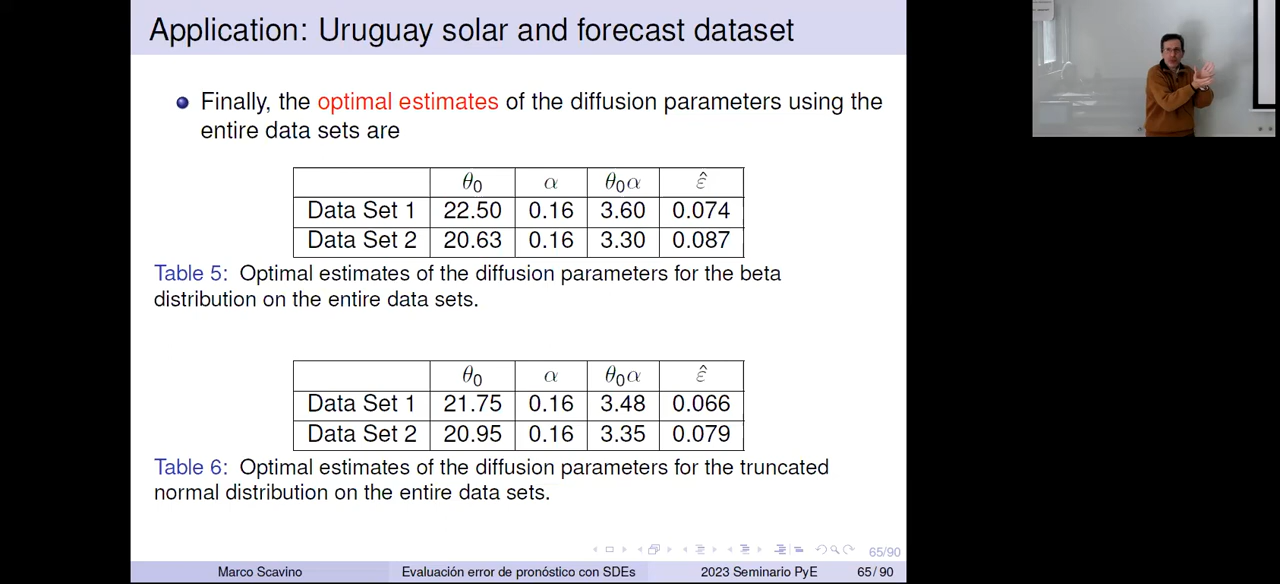 Application: Uruguay solar and forecast dataset
Finally, the optimal estimates of the diffusion parameters using the
entire data sets are
θ₀ α θ₀α ε̂
Data Set 1 22.50 0.16 3.60 0.074
Data Set 2 20.63 0.16 3.30 0.087
Table 5: Optimal estimates of the diffusion parameters for the beta
distribution on the entire data sets.
θ₀ α θ₀α ε̂
Data Set 1 21.75 0.16 3.48 0.066
Data Set 2 20.95 0.16 3.35 0.079
Table 6: Optimal estimates of the diffusion parameters for the truncated
normal distribution on the entire data sets.
65/90
Marco Scavino Evaluación error de pronóstico con SDEs 2023 Seminario PyE 65/90